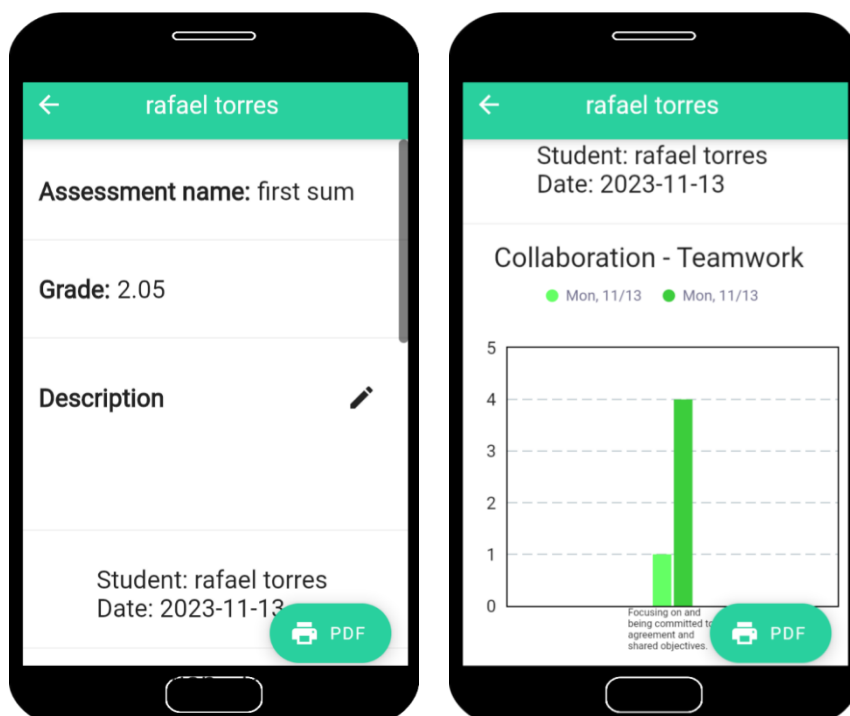 rafael torres
Assessment name: first sum
Grade: 2.05
Description
Student: rafael torres
Date: 2023-11-13
PDF
rafael torres
Student: rafael torres
Date: 2023-11-13
Collaboration - Teamwork
Mon, 11/13 Mon, 11/13
5
4
3
2
1
0
Focusing on and
being committed to
agreement and
shared objectives.
PDF